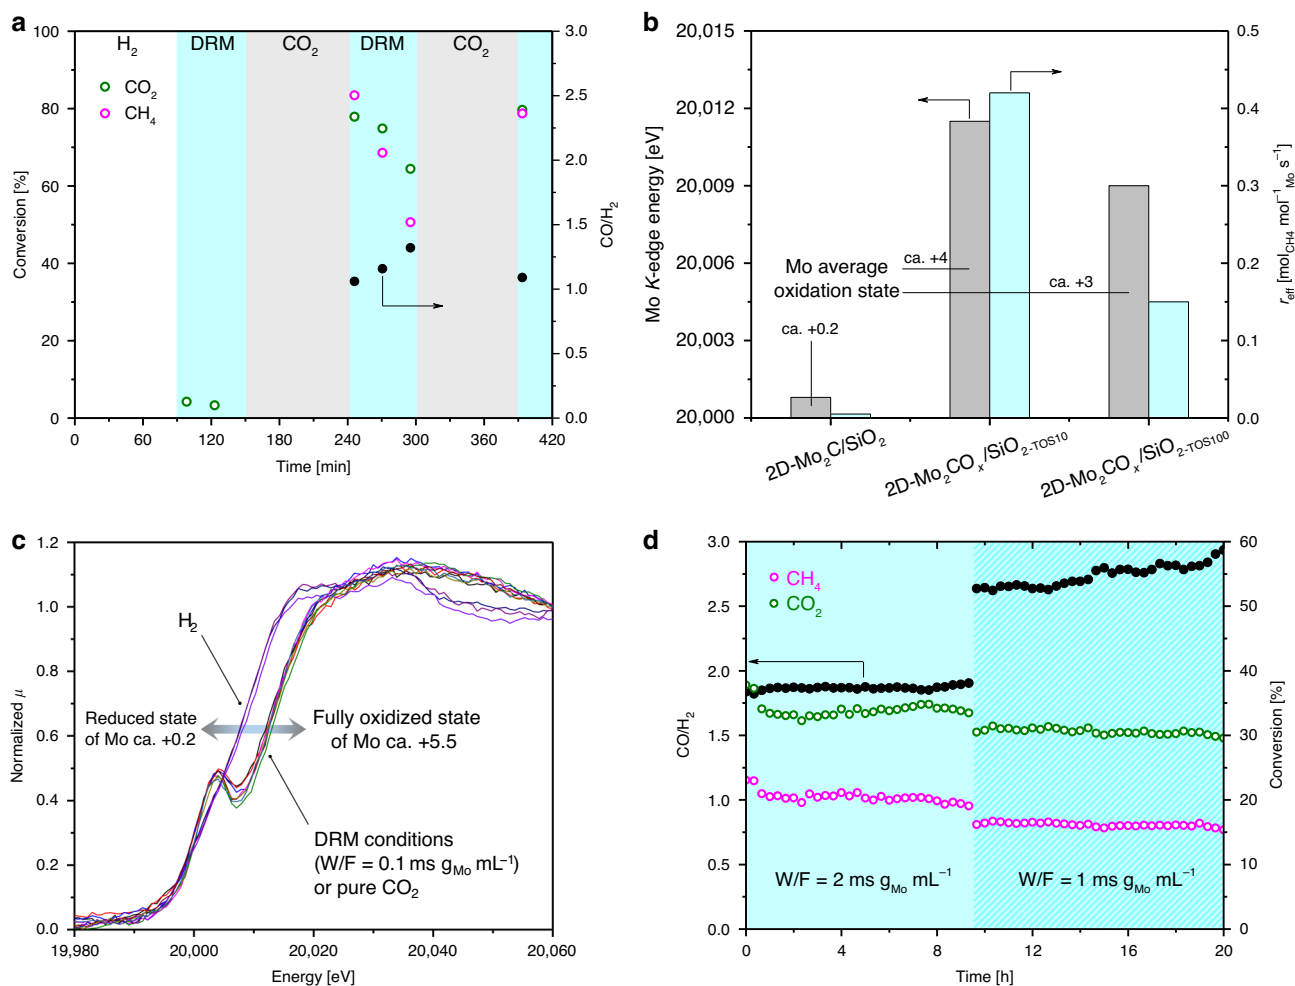 a
H₂ DRM CO₂ DRM CO₂
CO₂
CH₄
100
80
60
40
20
0
Conversion [%]
3.0
2.5
2.0
1.5
1.0
0.5
0.0
CO/H₂
0 60 120 180 240 300 360 420
Time [min]
b
20,015
20,012
20,009
20,006
20,003
20,000
Mo K-edge energy [eV]
0.5
0.4
0.3
0.2
0.1
0.0
r_eff [mol_CH4 mol⁻¹_Mo s⁻¹]
Mo average
oxidation state
ca. +4
ca. +3
ca. +0.2
2D-Mo₂C/SiO₂
2D-Mo₂COₓ/SiO₂₋TOS10
2D-Mo₂COₓ/SiO₂₋TOS100
c
1.2
1.0
0.8
0.6
0.4
0.2
0.0
Normalized μ
H₂
Reduced state
of Mo ca. +0.2
Fully oxidized state
of Mo ca. +5.5
DRM conditions
(W/F = 0.1 ms g_Mo mL⁻¹)
or pure CO₂
19,980 20,000 20,020 20,040 20,060
Energy [eV]
d
3.0
2.5
2.0
1.5
1.0
0.5
0.0
CO/H₂
CH₄
CO₂
W/F = 2 ms g_Mo mL⁻¹
W/F = 1 ms g_Mo mL⁻¹
60
50
40
30
20
10
0
Conversion [%]
0 4 8 12 16 20
Time [h]